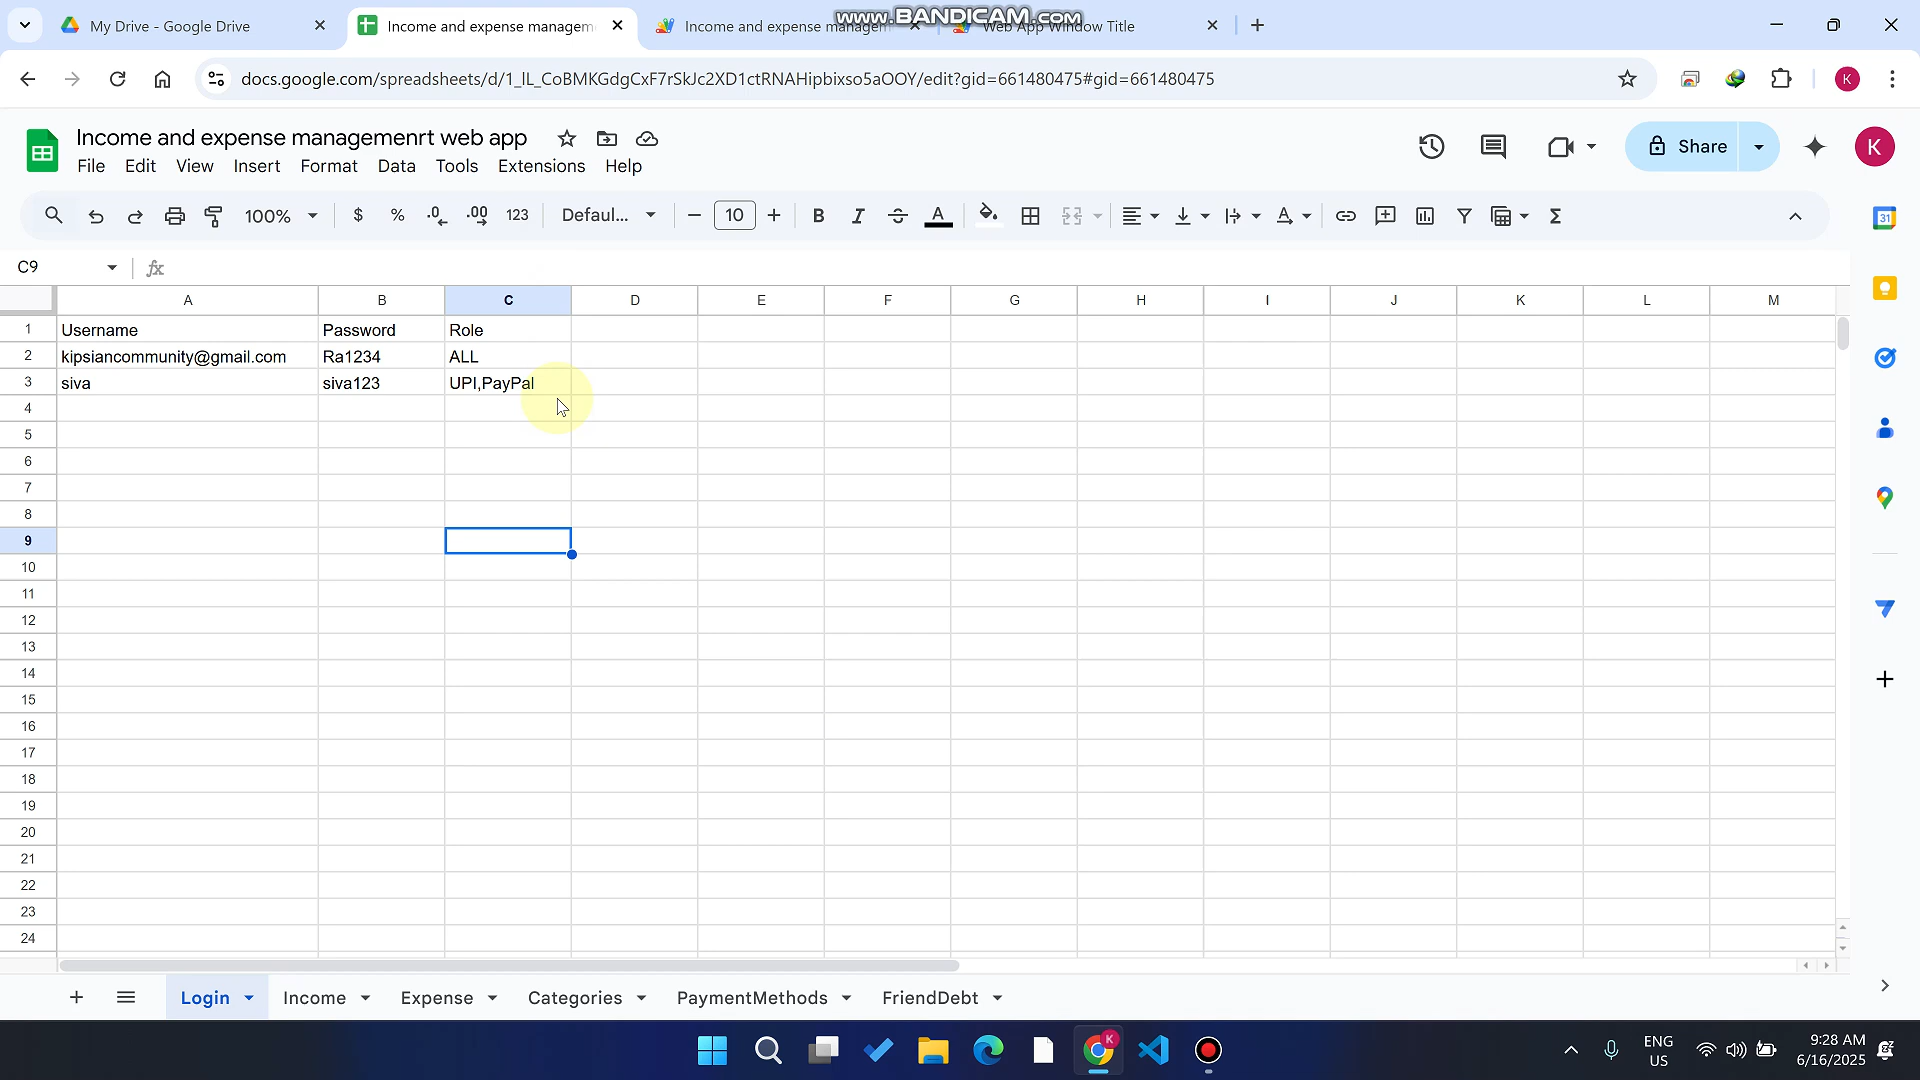 My Drive - Google Drive
Income and expense managem
Income and expense managem
Web App Window Title
www.BANDICAM.com
docs.google.com/spreadsheets/d/1_lL_CoBMKGdgCxF7rSkJc2XD1ctRNAHipbixso5aOOY/edit?gid=661480475#gid=661480475
K
Income and expense managemenrt web app
File Edit View Insert Format Data Tools Extensions Help
Share
K
100% $ % .0 .00 123 Defaul... 10 B I A
31
C9 fx
A B C D E F G H I J K L M
1 Username Password Role
2 kipsiancommunity@gmail.com Ra1234 ALL
3 siva siva123 UPI,PayPal
4
5
6
7
8
9
10
11
12
13
14
15
16
17
18
19
20
21
22
23
24
Login Income Expense Categories PaymentMethods FriendDebt
K
ENG
US
9:28 AM
6/16/2025